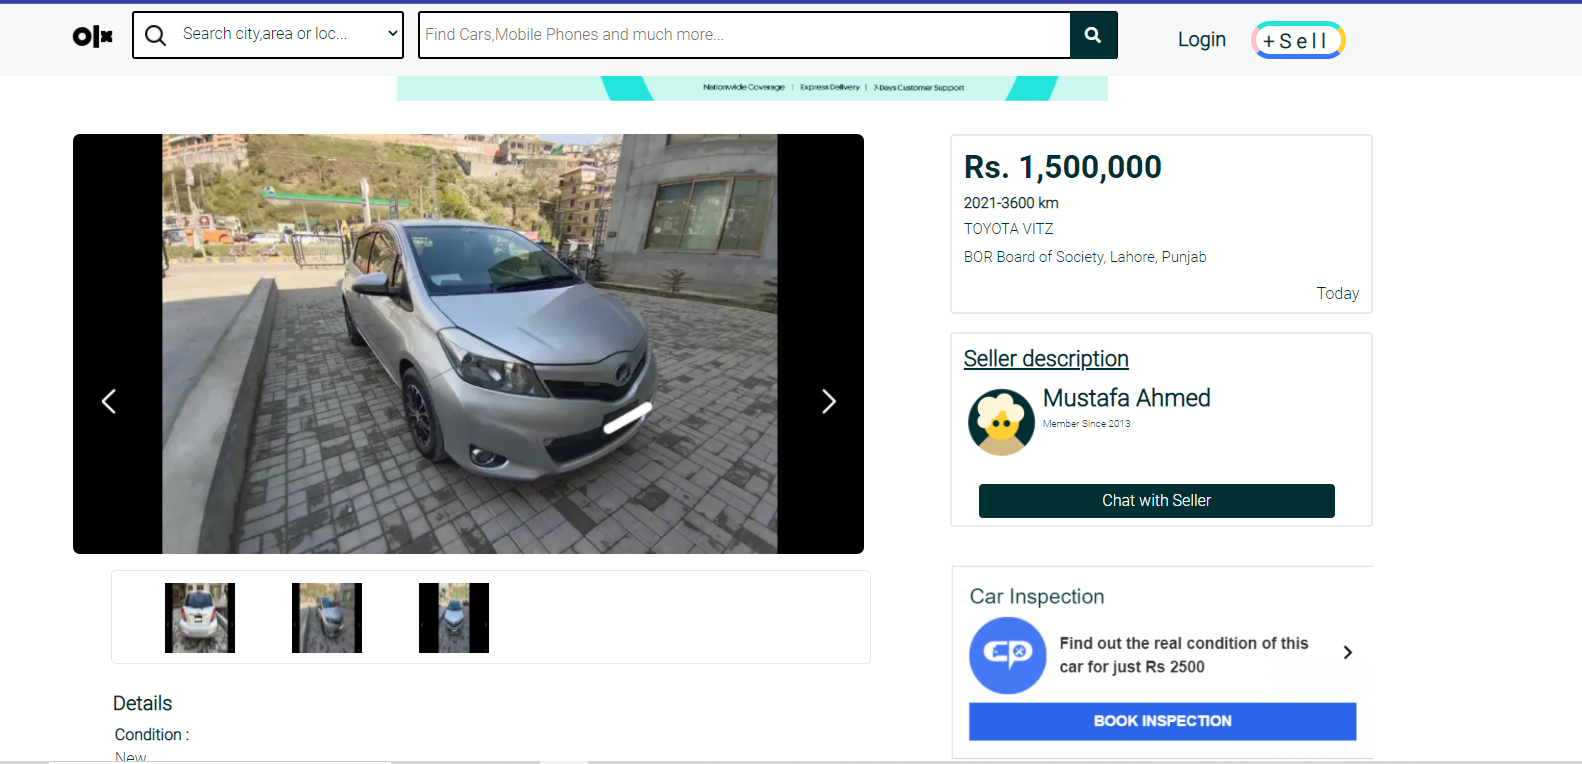 olx
Search city,area or loc...
Find Cars,Mobile Phones and much more...
Login
+Sell
Nationwide Coverage | Express Delivery | 7-Days Customer Support
Rs. 1,500,000
2021-3600 km
TOYOTA VITZ
BOR Board of Society, Lahore, Punjab
Today
Seller description
Mustafa Ahmed
Member Since 2013
Chat with Seller
Car Inspection
Find out the real condition of this
car for just Rs 2500
BOOK INSPECTION
Details
Condition :
New